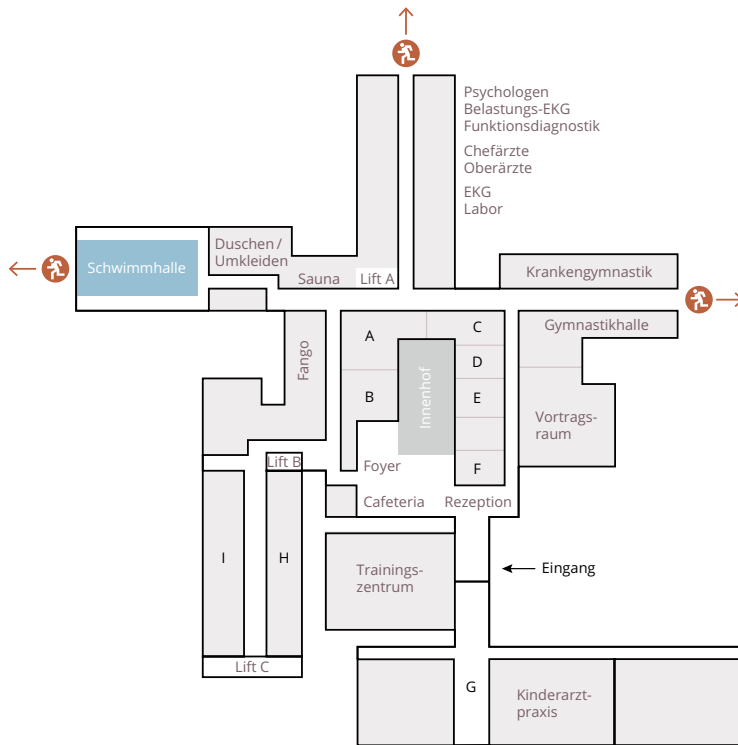 Psychologen
Belastungs-EKG
Funktionsdiagnostik
Chefärzte
Oberärzte
EKG
Labor
Duschen /
Umkleiden
Schwimmhalle
Sauna
Lift A
Krankengymnastik
A
C
Gymnastikhalle
Fango
D
B
Innenhof
E
Vortrags-
raum
Lift B
Foyer
F
Cafeteria
Rezeption
I
H
Trainings-
zentrum
Eingang
Lift C
G
Kinderarzt-
praxis